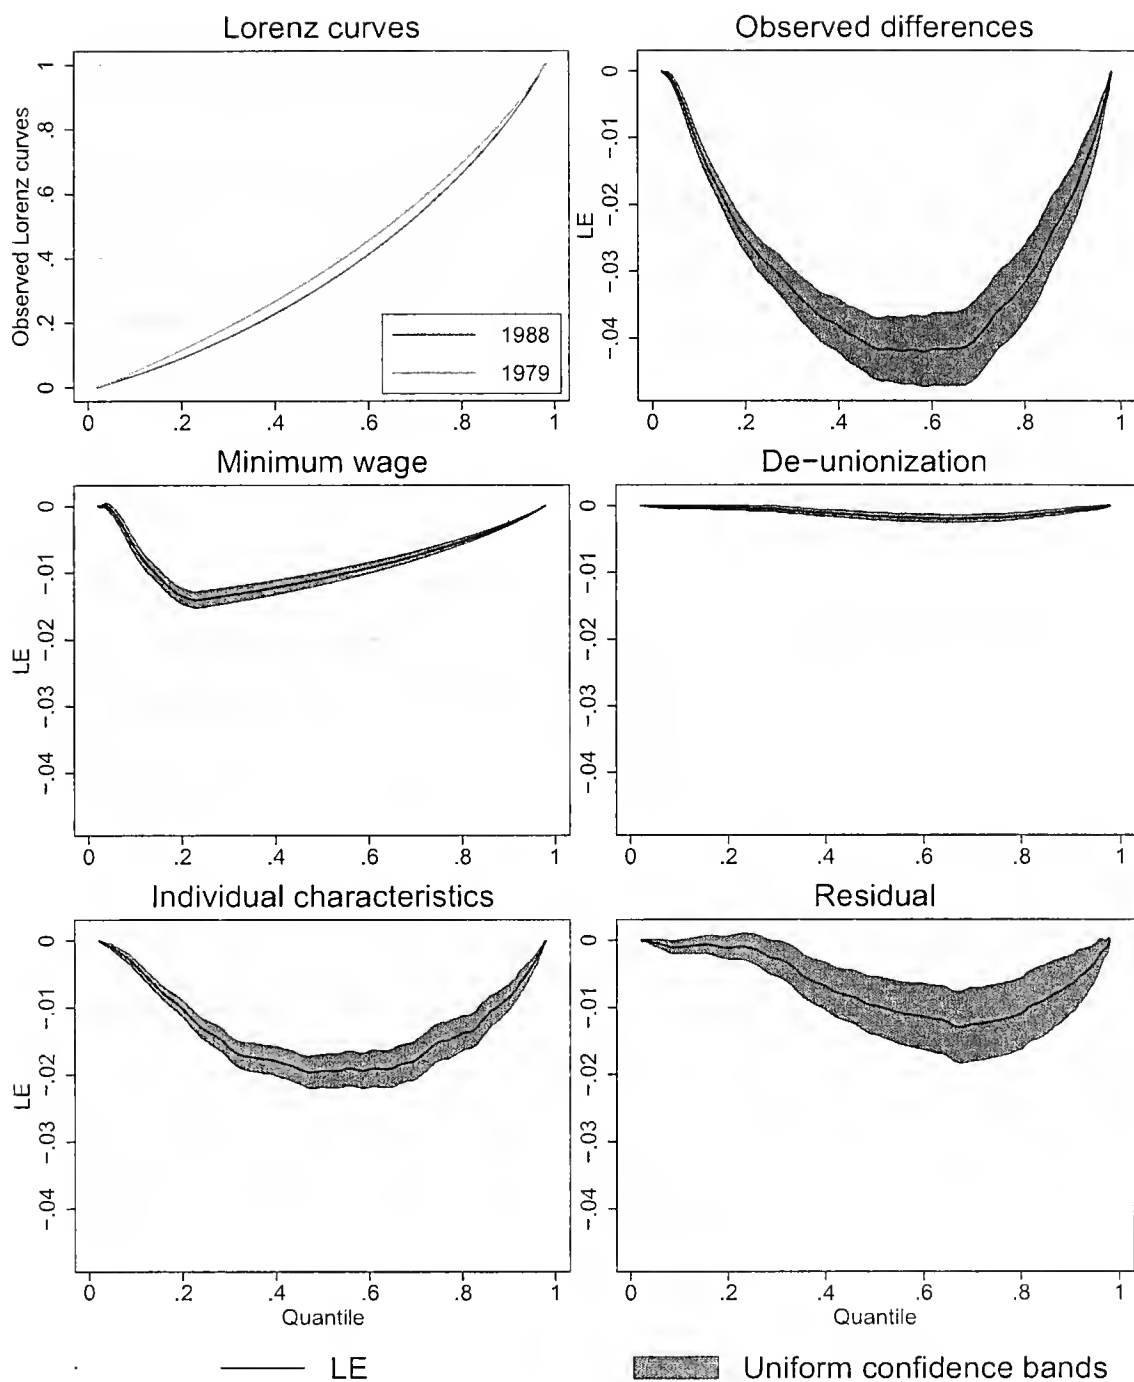 Lorenz curves
Observed Lorenz curves
0 .2 .4 .6 .8 1
1988
1979
0 .2 .4 .6 .8 1
Observed differences
LE
-.04 -.03 -.02 -.01 0
0 .2 .4 .6 .8 1
Minimum wage
LE
-.04 -.03 -.02 -.01 0
0 .2 .4 .6 .8 1
De-unionization
-.04 -.03 -.02 -.01 0
0 .2 .4 .6 .8 1
Individual characteristics
LE
-.04 -.03 -.02 -.01 0
0 .2 .4 .6 .8 1
Quantile
Residual
-.04 -.03 -.02 -.01 0
0 .2 .4 .6 .8 1
Quantile
LE
Uniform confidence bands